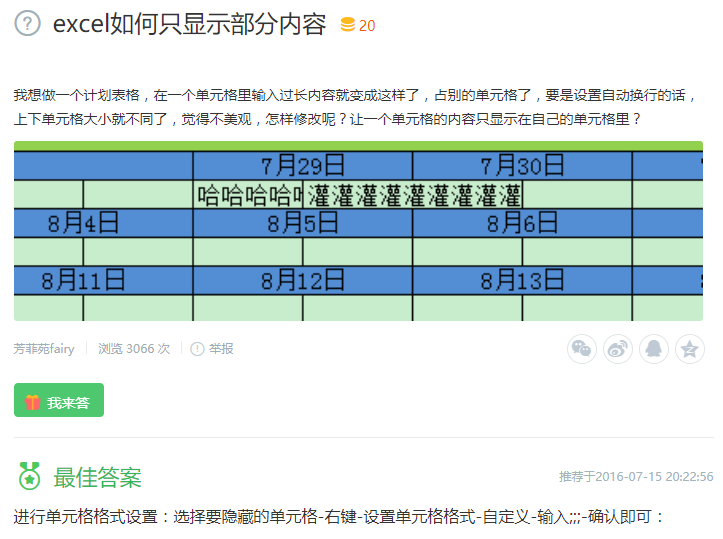 excel如何只显示部分内容 20
我想做一个计划表格，在一个单元格里输入过长内容就变成这样了，占别的单元格了，要是设置自动换行的话，
上下单元格大小就不同了，觉得不美观，怎样修改呢？让一个单元格的内容只显示在自己的单元格里？
7月29日 7月30日
哈哈哈哈 灌灌灌灌灌灌灌灌灌
8月4日 8月5日 8月6日
8月11日 8月12日 8月13日
芳菲苑fairy 浏览 3066 次 举报
我来答
最佳答案 推荐于2016-07-15 20:22:56
进行单元格格式设置：选择要隐藏的单元格-右键-设置单元格格式-自定义-输入;;;-确认即可：